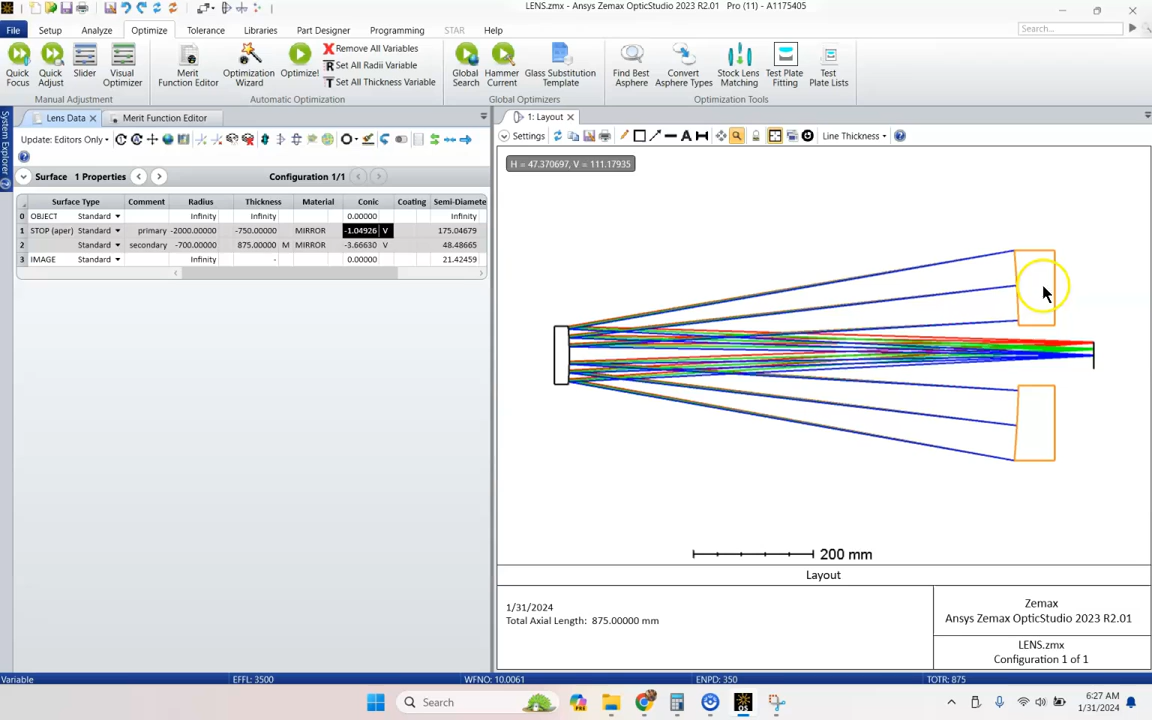 LENS.zmx - Ansys Zemax OpticStudio 2023 R2.01 Pro (11) - A1175405
File Setup Analyze Optimize Tolerance Libraries Part Designer Programming STAR Help Search...
Quick Focus
Quick Adjust
Slider
Visual Optimizer
Manual Adjustment
Merit Function Editor
Optimization Wizard
Optimize!
Remove All Variables
Set All Radii Variable
Set All Thickness Variable
Automatic Optimization
Global Search
Hammer Current
Glass Substitution Template
Global Optimizers
Find Best Asphere
Convert Asphere Types
Stock Lens Matching
Test Plate Fitting
Test Plate Lists
Optimization Tools
System Explorer
Lens Data Merit Function Editor
Update: Editors Only
Surface 1 Properties Configuration 1/1
Surface Type Comment Radius Thickness Material Conic Coating Semi-Diamete
0 OBJECT Standard Infinity Infinity 0.00000 Infinity
1 STOP (aper) Standard primary -2000.00000 -750.00000 MIRROR -1.04926 V 175.04679
2 Standard secondary -700.00000 875.00000 M MIRROR -3.66630 V 48.48665
3 IMAGE Standard Infinity - 0.00000 21.42459
1: Layout
Settings Line Thickness
H = 47.370697, V = 111.17935
200 mm
Layout
1/31/2024
Total Axial Length: 875.00000 mm
Zemax
Ansys Zemax OpticStudio 2023 R2.01
LENS.zmx
Configuration 1 of 1
Variable EFFL: 3500 WFNO: 10.0061 ENPD: 350 TOTR: 875
Search
6:27 AM
1/31/2024